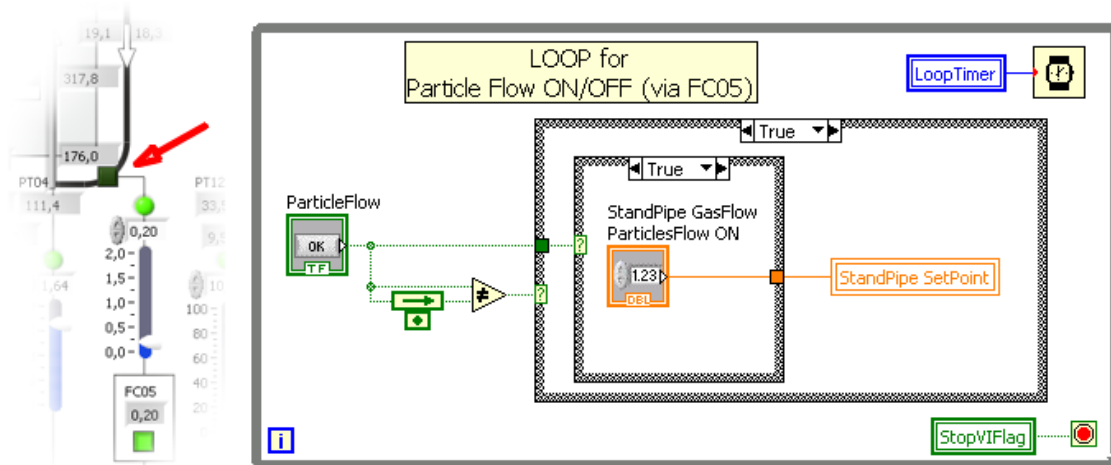 19,1
18,3
317,8
176,0
PT04
PT12
111,4
33,
0,20
9,
2,0
1,64
1,5
10
1,0
100
0,5
80
0,0
60
FC05
40
0,20
20
0
LOOP for
Particle Flow ON/OFF (via FC05)
LoopTimer
True
True
ParticleFlow
OK
TF
StandPipe GasFlow
ParticlesFlow ON
1.23
DBL
StandPipe SetPoint
≠
?
?
i
StopVIFlag